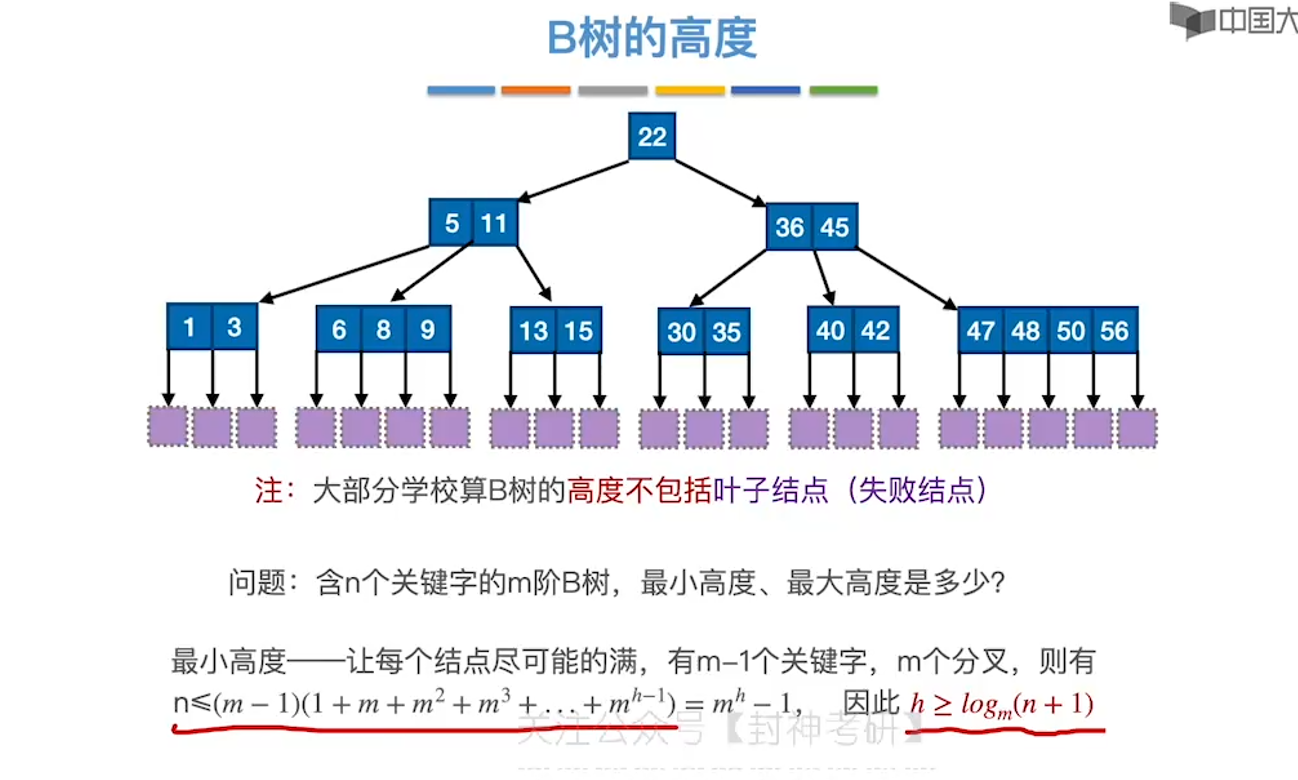 中国大
B树的高度
22
5 11 36 45
1 3 6 8 9 13 15 30 35 40 42 47 48 50 56
注：大部分学校算B树的高度不包括叶子结点（失败结点）
问题：含n个关键字的m阶B树，最小高度、最大高度是多少？
最小高度——让每个结点尽可能的满，有m-1个关键字，m个分叉，则有
n≤(m − 1)(1 + m + m² + m³ + … + mʰ⁻¹) = mʰ − 1， 因此 h ≥ logₘ(n + 1)
关注公众号【封神考研】